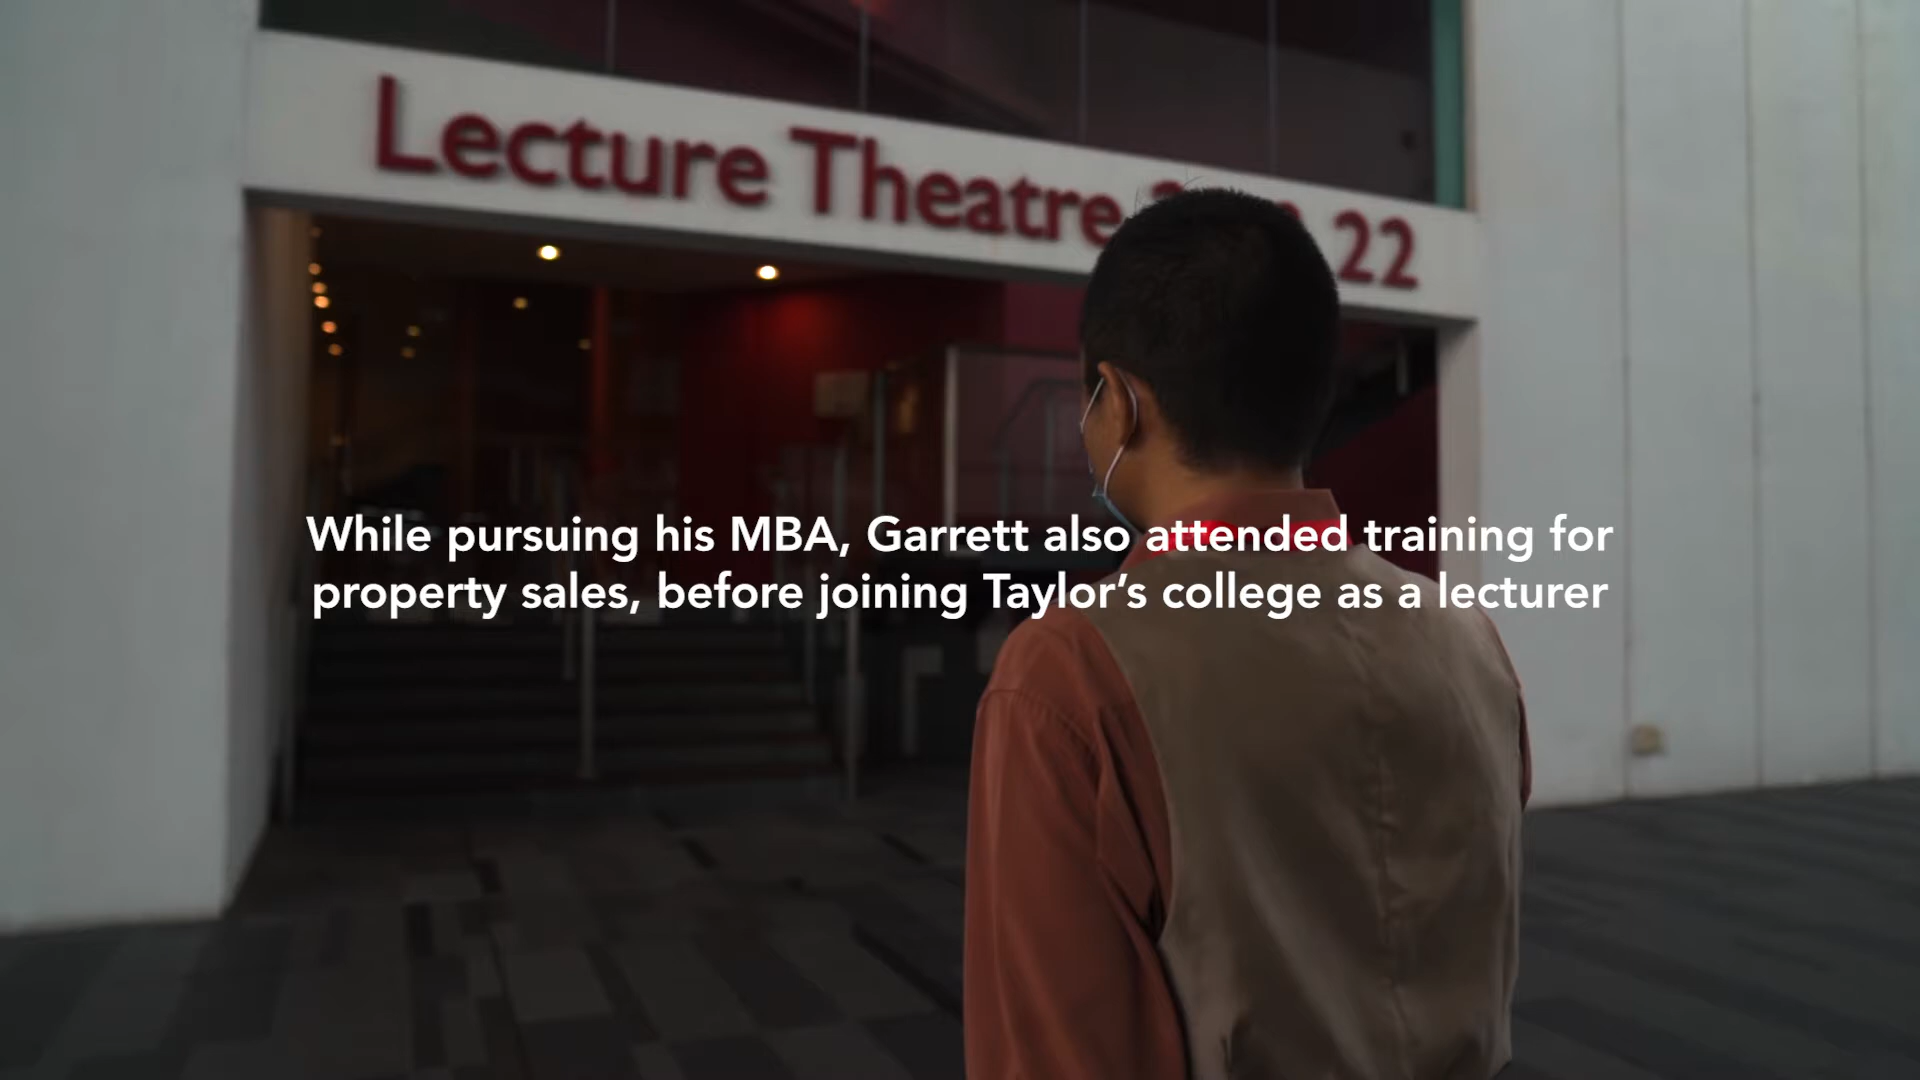 Lecture Theatre 22
While pursuing his MBA, Garrett also attended training for
property sales, before joining Taylor’s college as a lecturer